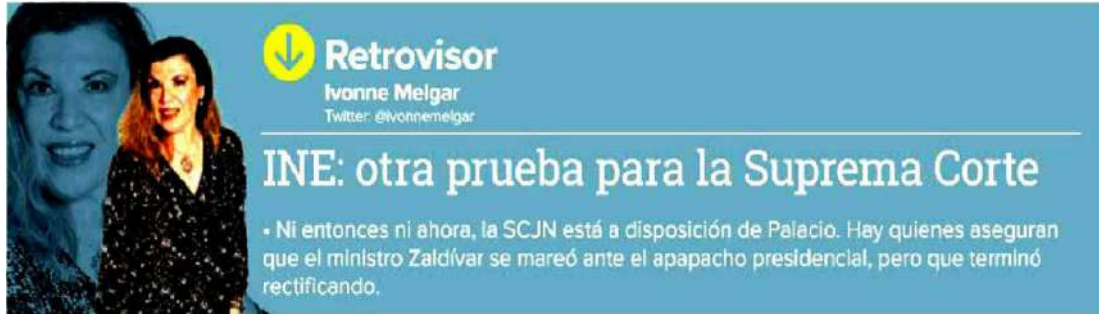 Retrovisor
Ivonne Melgar
Twitter: @ivonnemelgar
INE: otra prueba para la Suprema Corte
• Ni entonces ni ahora, la SCJN está a disposición de Palacio. Hay quienes aseguran
que el ministro Zaldívar se mareó ante el apapacho presidencial, pero que terminó
rectificando.